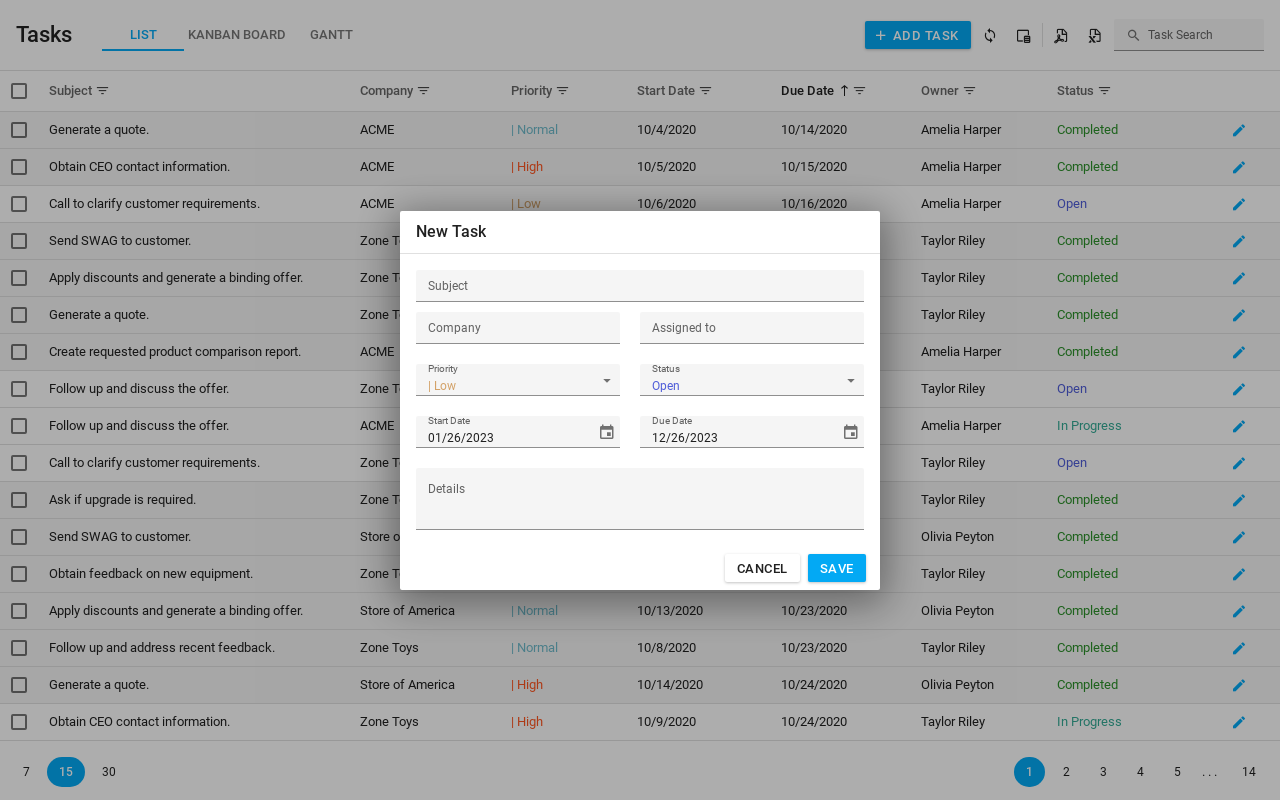 Tasks LIST KANBAN BOARD GANTT ADD TASK Task Search
Subject Company Priority Start Date Due Date Owner Status
Generate a quote. ACME | Normal 10/4/2020 10/14/2020 Amelia Harper Completed
Obtain CEO contact information. ACME | High 10/5/2020 10/15/2020 Amelia Harper Completed
Call to clarify customer requirements. ACME | Low 10/6/2020 10/16/2020 Amelia Harper Open
Send SWAG to customer. Zone Taylor Riley Completed
Apply discounts and generate a binding offer. Zone Taylor Riley Completed
Generate a quote. Zone Taylor Riley Completed
Create requested product comparison report. ACME Taylor Riley Completed
Follow up and discuss the offer. Zone Taylor Riley Open
Follow up and discuss the offer. ACME Amelia Harper In Progress
Call to clarify customer requirements. Zone Taylor Riley Open
Ask if upgrade is required. Zone Taylor Riley Completed
Send SWAG to customer. Store Olivia Peyton Completed
Obtain feedback on new equipment. Zone Taylor Riley Completed
Apply discounts and generate a binding offer. Store of America | Normal 10/13/2020 10/23/2020 Olivia Peyton Completed
Follow up and address recent feedback. Zone Toys | Normal 10/8/2020 10/23/2020 Taylor Riley Completed
Generate a quote. Store of America | High 10/14/2020 10/24/2020 Olivia Peyton Completed
Obtain CEO contact information. Zone Toys | High 10/9/2020 10/24/2020 Taylor Riley In Progress
7 15 30 1 2 3 4 5 . . . 14
New Task
Subject
Company Assigned to
Priority Status
| Low Open
Start Date Due Date
01/26/2023 12/26/2023
Details
CANCEL SAVE